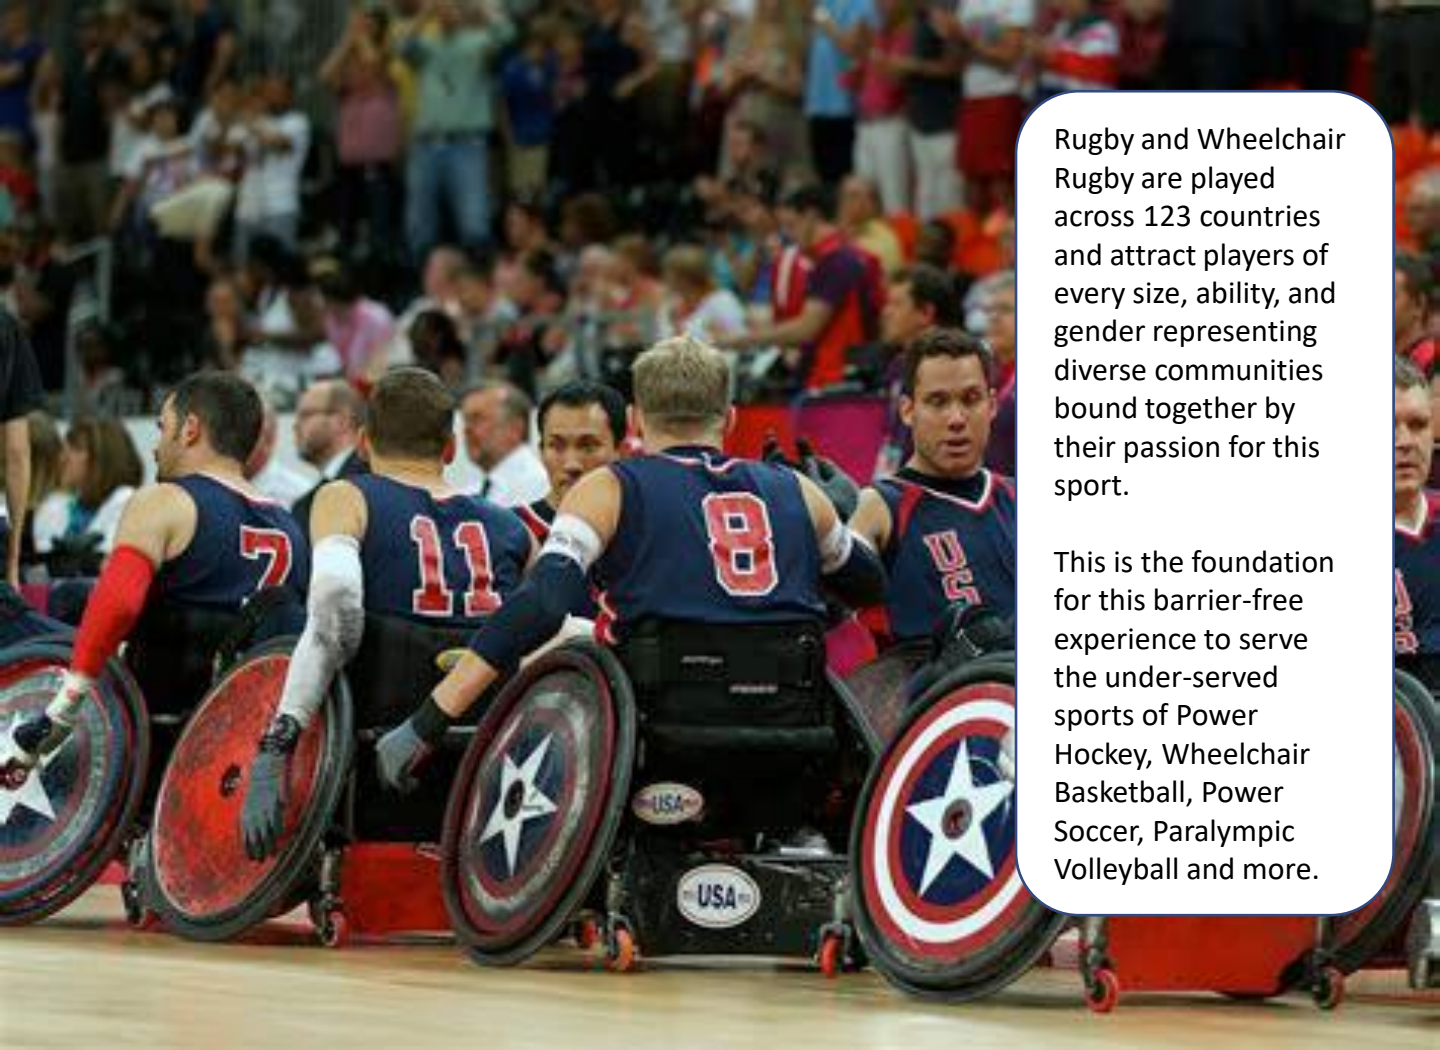 Rugby and Wheelchair
Rugby are played
across 123 countries
and attract players of
every size, ability, and
gender representing
diverse communities
bound together by
their passion for this
sport.
This is the foundation
for this barrier-free
experience to serve
the under-served
sports of Power
Hockey, Wheelchair
Basketball, Power
Soccer, Paralympic
Volleyball and more.
7
11
8
US
USA
USA